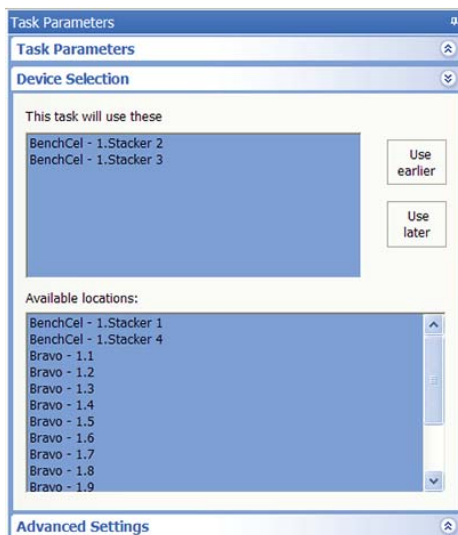 Task Parameters
Task Parameters
Device Selection
This task will use these
BenchCel - 1.Stacker 2
BenchCel - 1.Stacker 3
Use
earlier
Use
later
Available locations:
BenchCel - 1.Stacker 1
BenchCel - 1.Stacker 4
Bravo - 1.1
Bravo - 1.2
Bravo - 1.3
Bravo - 1.4
Bravo - 1.5
Bravo - 1.6
Bravo - 1.7
Bravo - 1.8
Bravo - 1.9
Advanced Settings